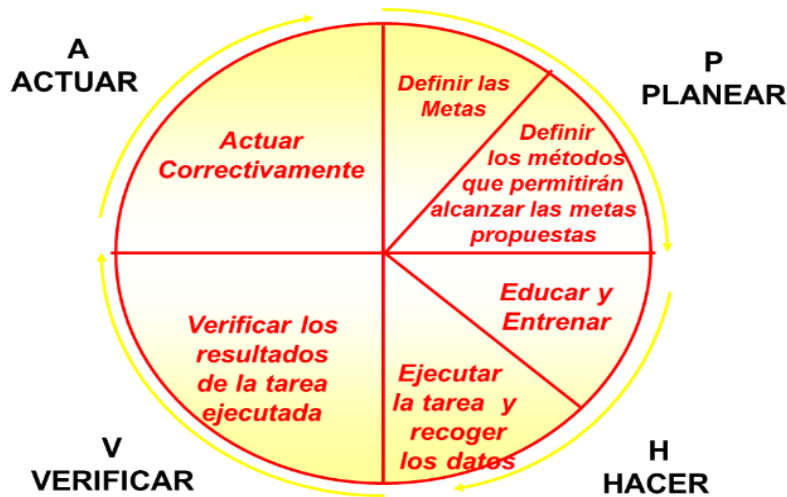 A
ACTUAR
P
PLANEAR
Definir las
Metas
Definir
los métodos
que permitirán
alcanzar las metas
propuestas
Actuar
Correctivamente
Educar y
Entrenar
Ejecutar
la tarea y
recoger
los datos
Verificar los
resultados
de la tarea
ejecutada
V
VERIFICAR
H
HACER